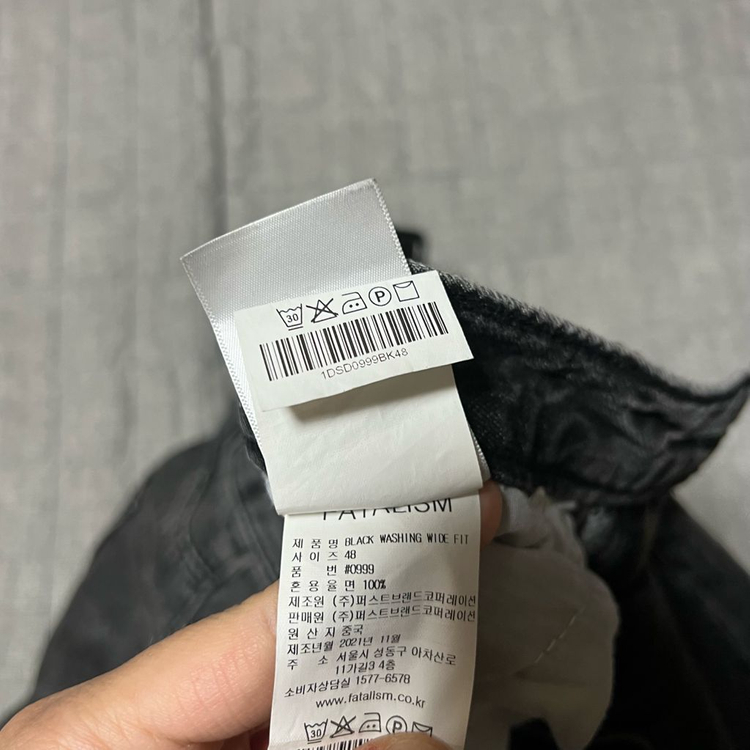 30
P
1DSD0999BK48
FATALISM
제 품 명 BLACK WASHING WIDE FIT
사 이 즈 48
품 번 #0999
혼 용 율 면 100%
제조원 (주)퍼스트브랜드코퍼레이션
판매원 (주)퍼스트브랜드코퍼레이션
원 산 지 중국
제조년월 2021년 11월
주 소 서울시 성동구 아차산로
11가길3 4층
소비자상담실 1577-6578
www.fatalism.co.kr
30
P